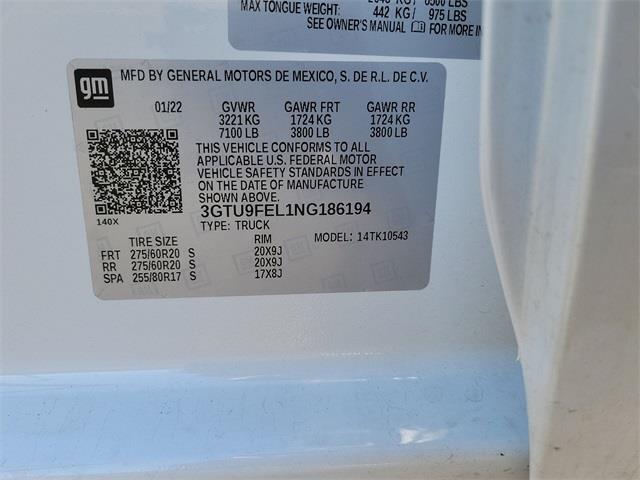 6500 LBS
MAX TONGUE WEIGHT: 442 KG / 975 LBS
SEE OWNER'S MANUAL FOR MORE IN
gm
MFD BY GENERAL MOTORS DE MEXICO, S. DE R.L. DE C.V.
01/22 GVWR GAWR FRT GAWR RR
3221 KG 1724 KG 1724 KG
7100 LB 3800 LB 3800 LB
THIS VEHICLE CONFORMS TO ALL
APPLICABLE U.S. FEDERAL MOTOR
VEHICLE SAFETY STANDARDS IN EFFECT
ON THE DATE OF MANUFACTURE
SHOWN ABOVE.
3GTU9FEL1NG186194
140X
TYPE: TRUCK
MODEL: 14TK10543
TIRE SIZE RIM
FRT 275/60R20 S 20X9J
RR 275/60R20 S 20X9J
SPA 255/80R17 S 17X8J